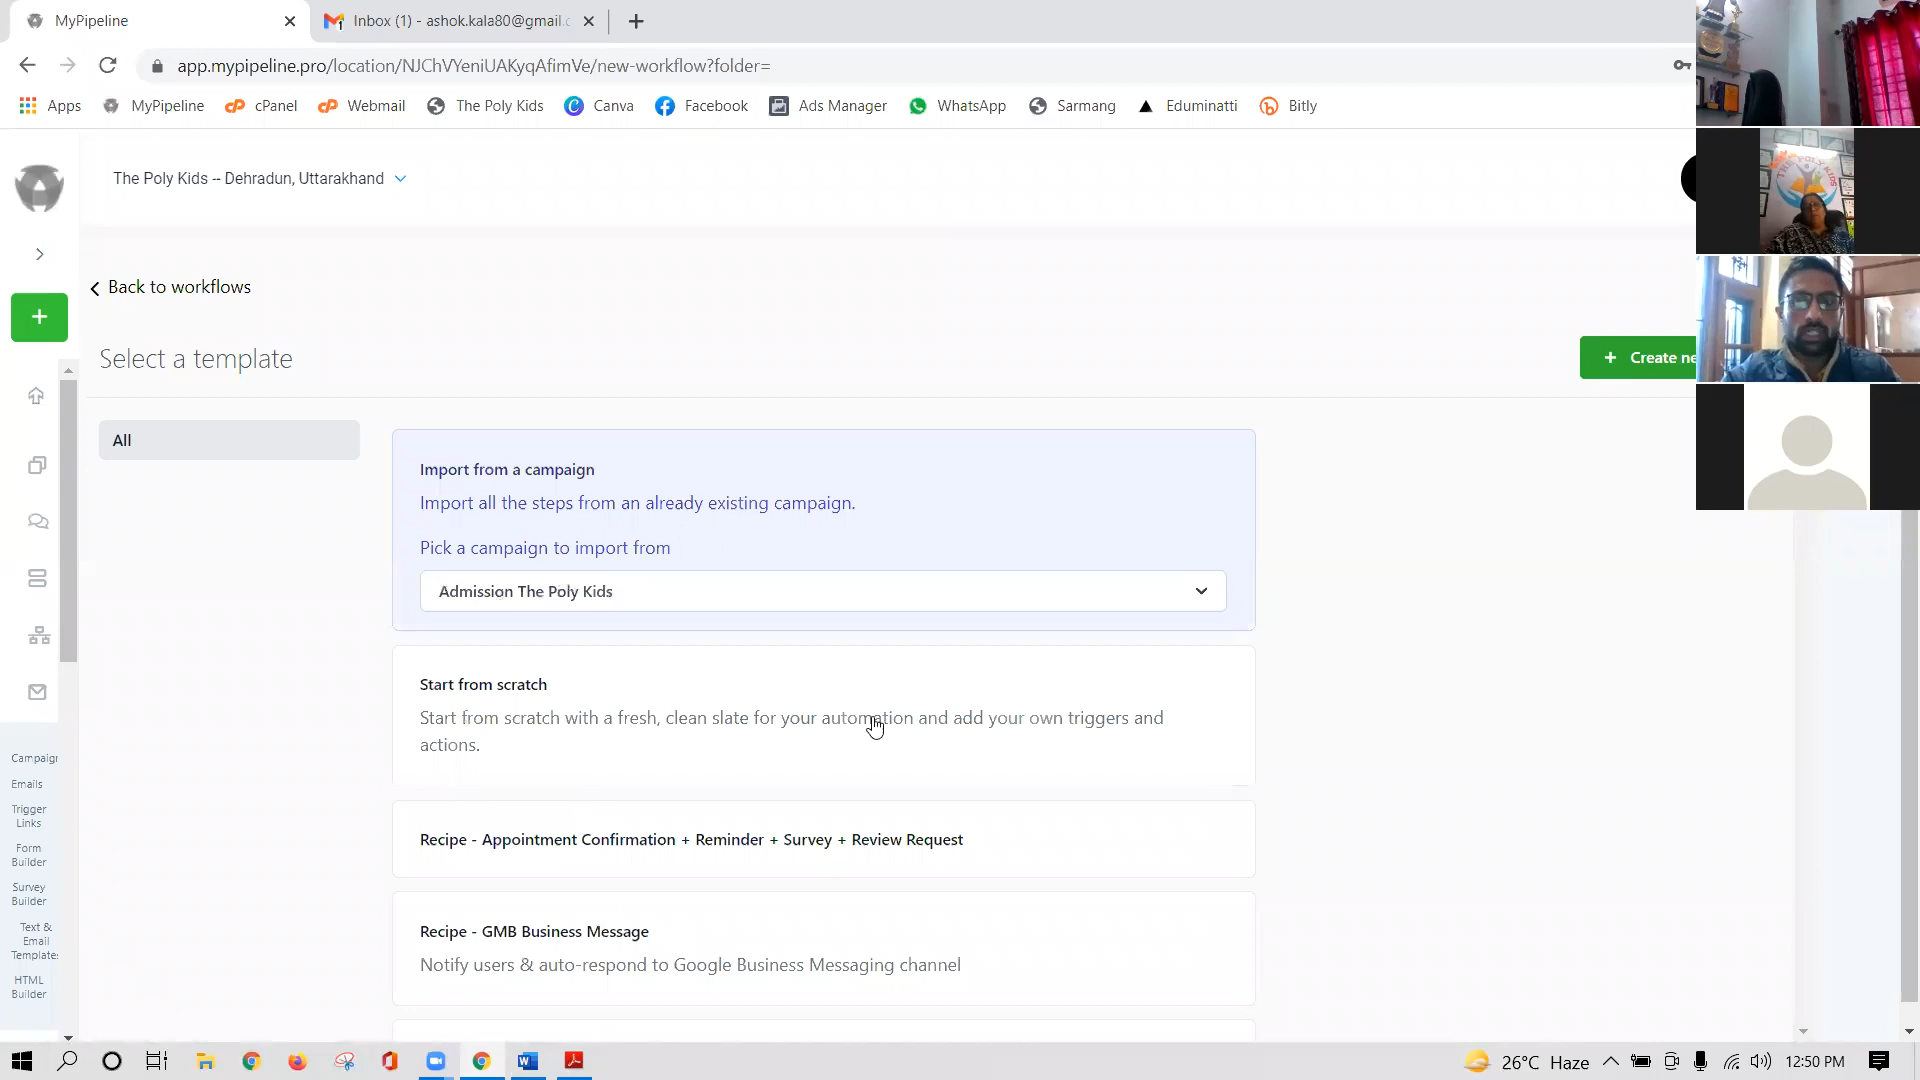 MyPipeline
Inbox (1) - ashok.kala80@gmail.c
app.mypipeline.pro/location/NJChVYeniUAKyqAfimVe/new-workflow?folder=
Apps
MyPipeline
cPanel
Webmail
The Poly Kids
Canva
Facebook
Ads Manager
WhatsApp
Sarmang
Eduminatti
Bitly
The Poly Kids -- Dehradun, Uttarakhand
THE POLY KIDS
Back to workflows
Select a template
+ Create ne
All
Import from a campaign
Import all the steps from an already existing campaign.
Pick a campaign to import from
Admission The Poly Kids
Start from scratch
Start from scratch with a fresh, clean slate for your automation and add your own triggers and
actions.
Recipe - Appointment Confirmation + Reminder + Survey + Review Request
Recipe - GMB Business Message
Notify users & auto-respond to Google Business Messaging channel
Campaign
Emails
Trigger
Links
Form
Builder
Survey
Builder
Text &
Email
Templates
HTML
Builder
26°C Haze
12:50 PM